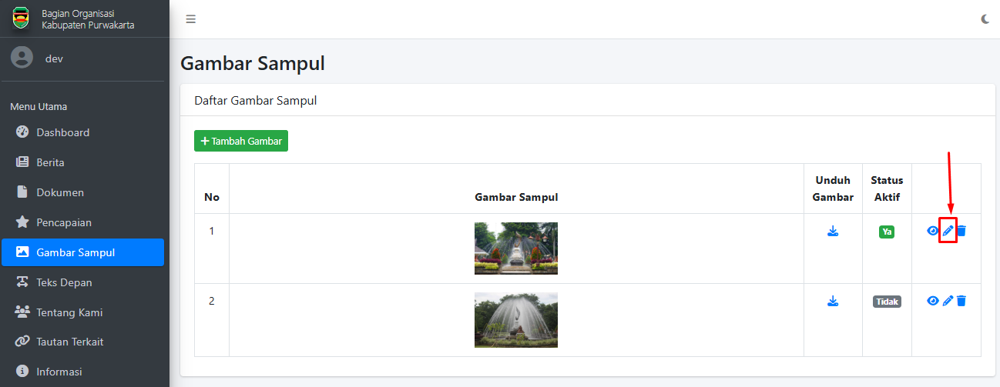 Bagian Organisasi
Kabupaten Purwakarta
dev
Menu Utama
Dashboard
Berita
Dokumen
Pencapaian
Gambar Sampul
Teks Depan
Tentang Kami
Tautan Terkait
Informasi
Gambar Sampul
Daftar Gambar Sampul
Tambah Gambar
No
Gambar Sampul
Unduh
Gambar
Status
Aktif
1
Ya
2
Tidak